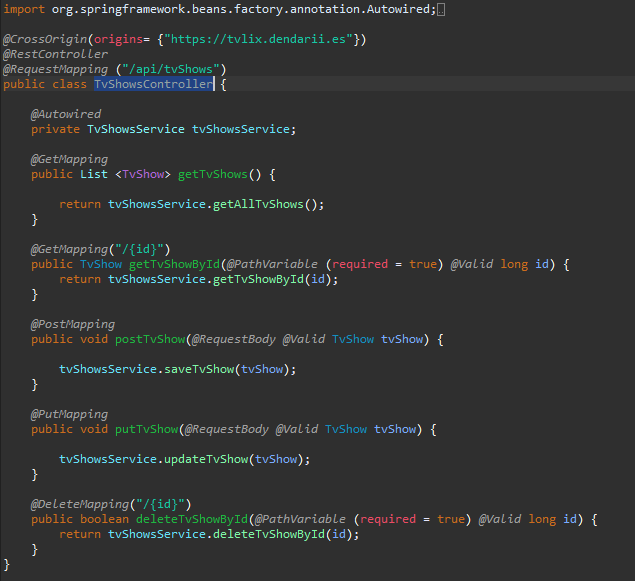 import org.springframework.beans.factory.annotation.Autowired;
@CrossOrigin(origins= {"https://tvlix.dendarii.es"})
@RestController
@RequestMapping ("/api/tvShows")
public class TvShowsController {
@Autowired
private TvShowsService tvShowsService;
@GetMapping
public List <TvShow> getTvShows() {
return tvShowsService.getAllTvShows();
}
@GetMapping("/{id}")
public TvShow getTvShowById(@PathVariable (required = true) @Valid long id) {
return tvShowsService.getTvShowById(id);
}
@PostMapping
public void postTvShow(@RequestBody @Valid TvShow tvShow) {
tvShowsService.saveTvShow(tvShow);
}
@PutMapping
public void putTvShow(@RequestBody @Valid TvShow tvShow) {
tvShowsService.updateTvShow(tvShow);
}
@DeleteMapping("/{id}")
public boolean deleteTvShowById(@PathVariable (required = true) @Valid long id) {
return tvShowsService.deleteTvShowById(id);
}
}